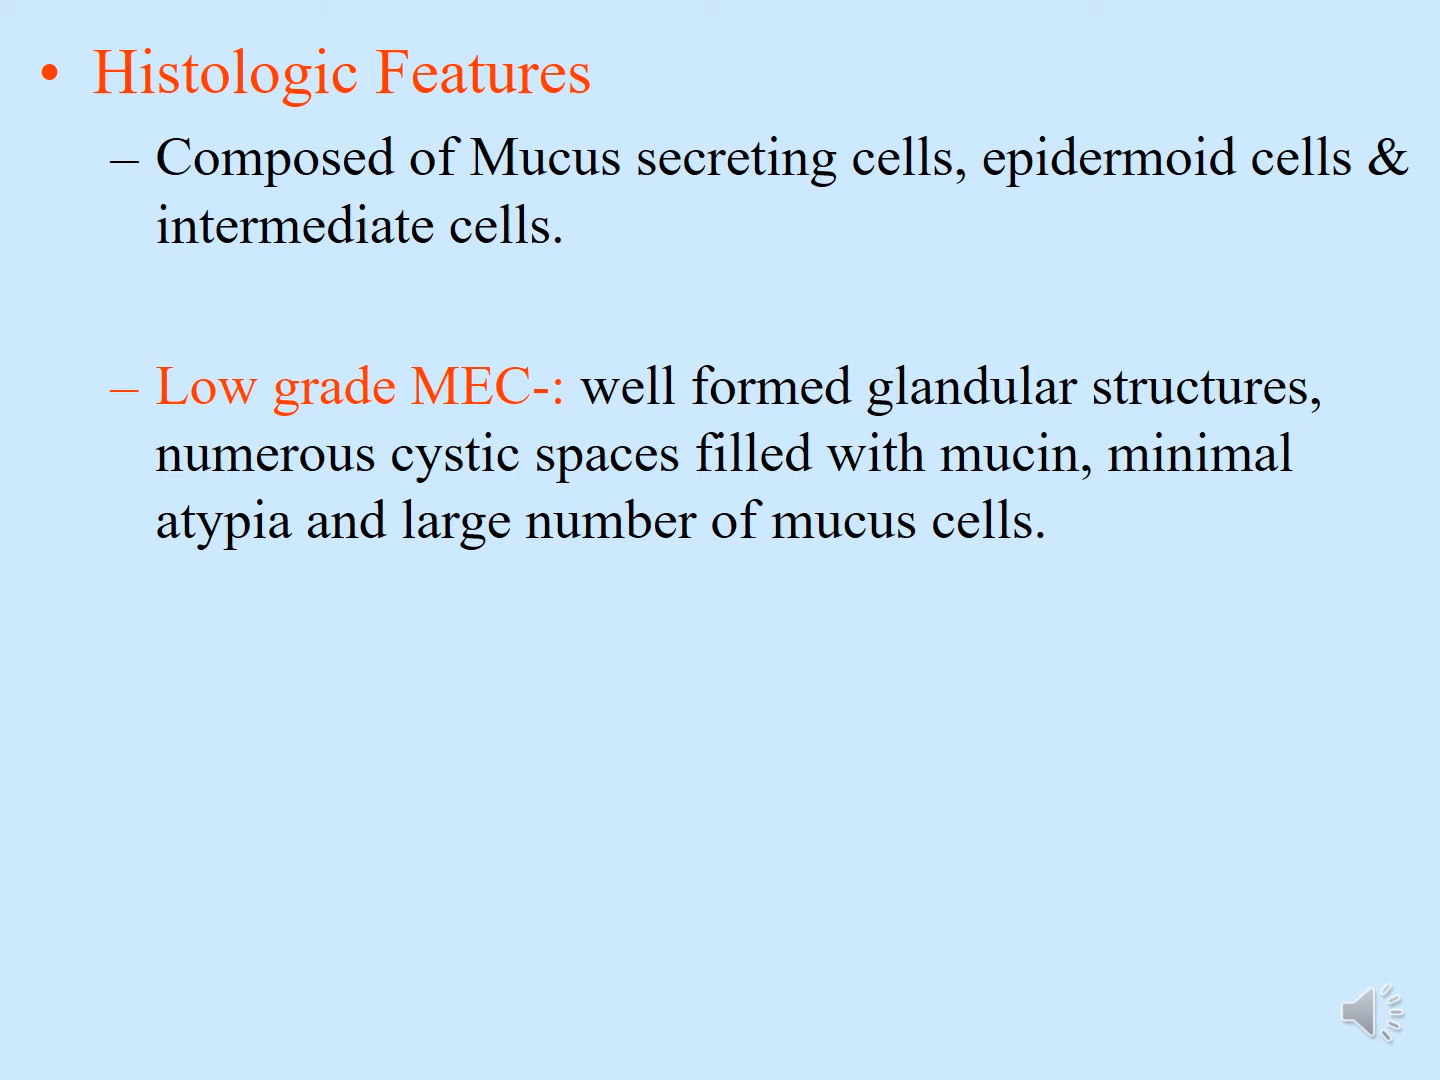 • Histologic Features
– Composed of Mucus secreting cells, epidermoid cells &
intermediate cells.
– Low grade MEC-: well formed glandular structures,
numerous cystic spaces filled with mucin, minimal
atypia and large number of mucus cells.